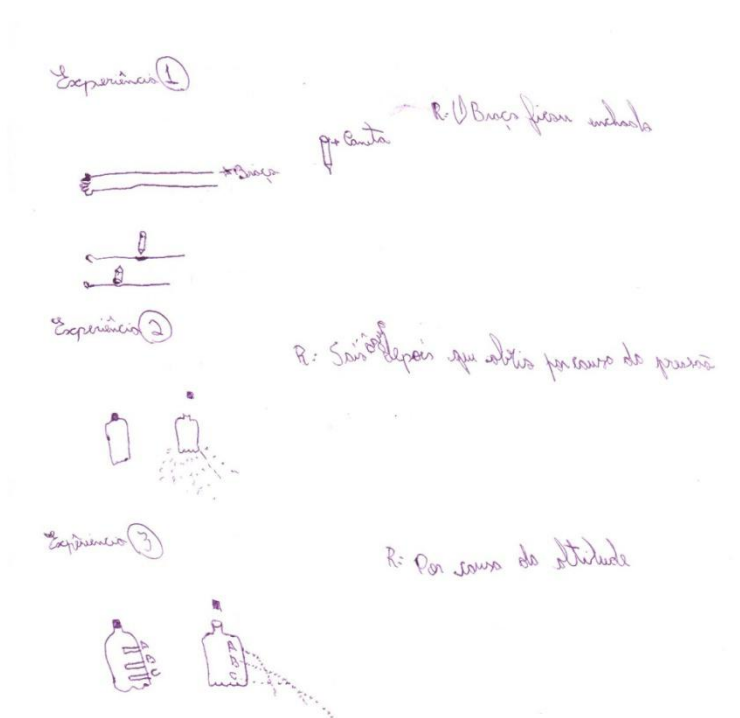 Experiência 1
R: O Braço ficou inchado
Caneta
Braço
Experiência 2
R: Saiu depois que abriu por causa da pressão
Experiência 3
R: Por causa da altitude
A
B
C
A
B
C